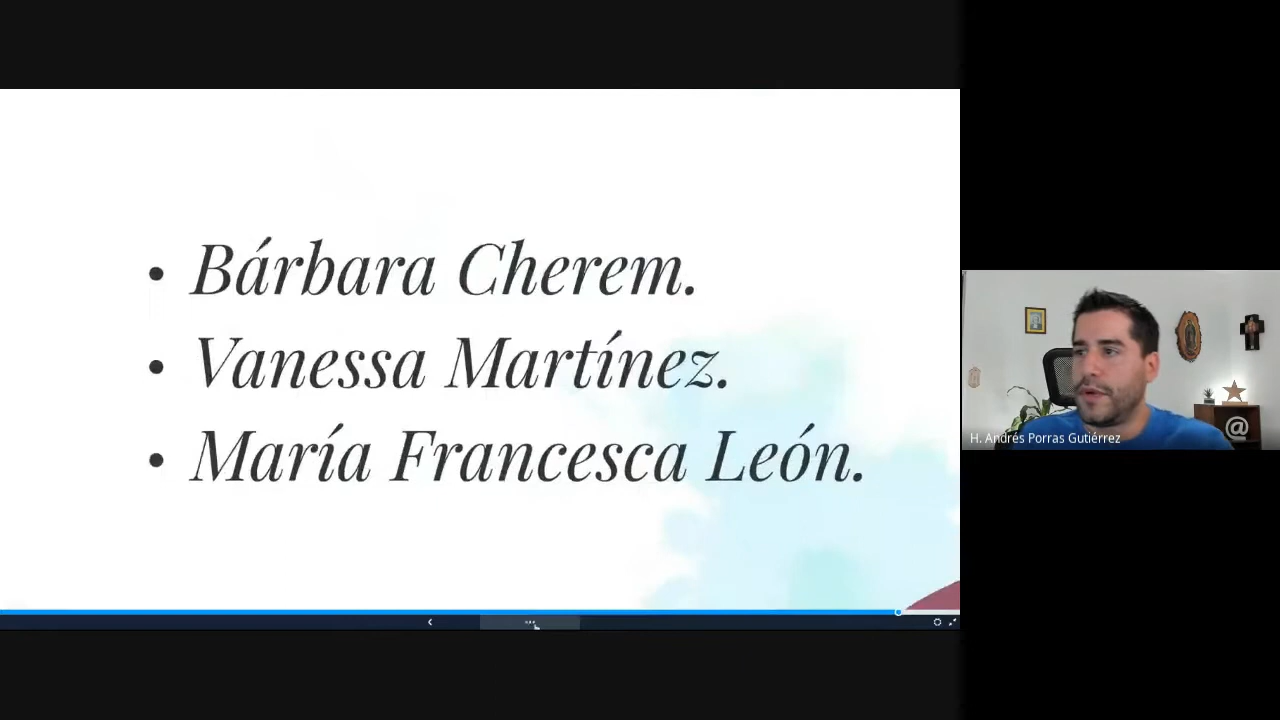 • Bárbara Cherem.
• Vanessa Martínez.
• María Francesca León.
H. Andrés Porras Gutiérrez
@